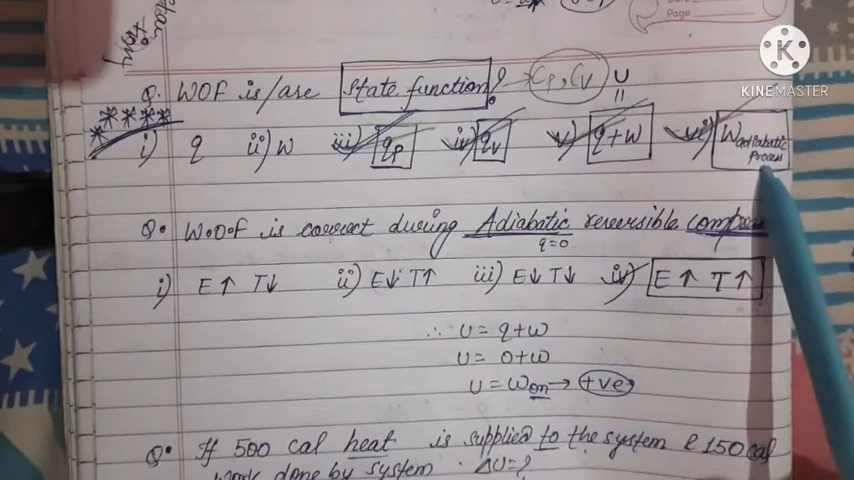 Page
KINEMASTER
Q. WOF is/are state function? → Cp, Cv U
=
i) q ii) W iii) qp iv) qv v) q+w vi) Wadiabatic Process
Q. W.O.F is correct during Adiabatic reversible
q=0
i) E↑ T↓ ii) E↓ T↑ iii) E↓ T↓ iv) E↑ T↑
∴ U = q+w
U = 0+w
U = Won → +ve
Q. If 500 cal heat is supplied to the system & 150 cal
work done by system. ΔU=?